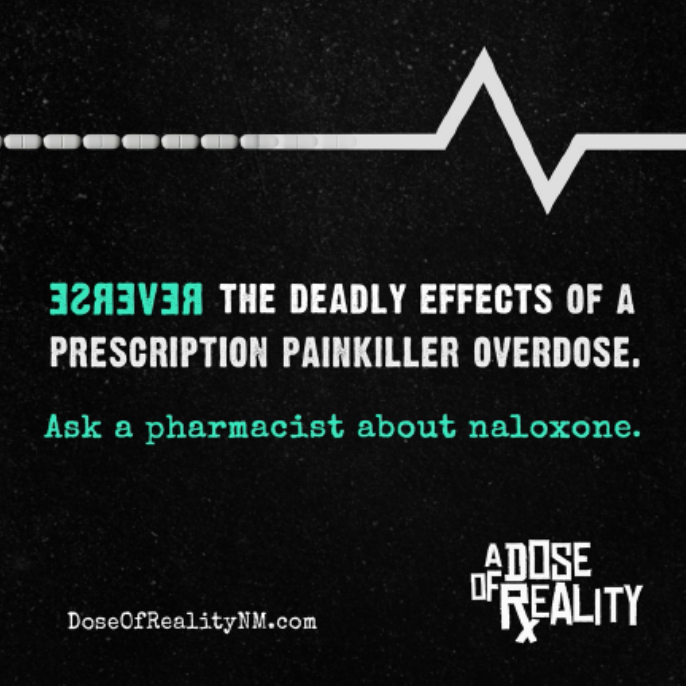 REVERSE THE DEADLY EFFECTS OF A
PRESCRIPTION PAINKILLER OVERDOSE.
Ask a pharmacist about naloxone.
DoseOfRealityNM.com
A DOSE
OF REALITY